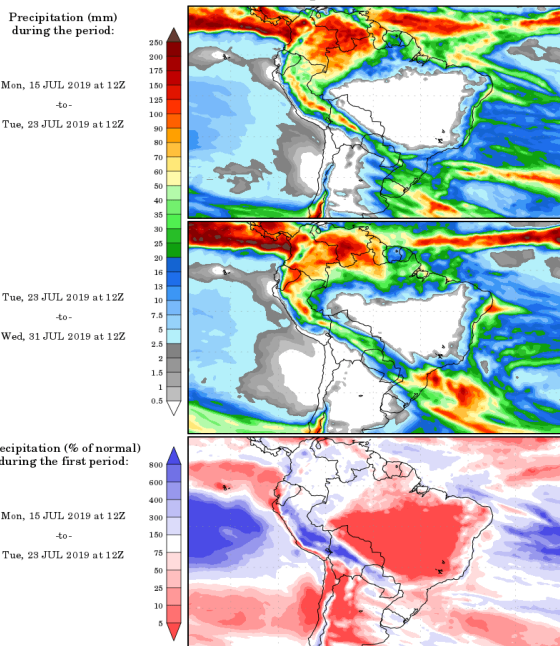 Precipitation (mm)
during the period:
250
200
175
150
125
100
90
80
70
60
50
40
35
30
25
20
16
13
10
7.5
5
2.5
2
1.5
1
0.5
Mon, 15 JUL 2019 at 12Z
-to-
Tue, 23 JUL 2019 at 12Z
Tue, 23 JUL 2019 at 12Z
-to-
Wed, 31 JUL 2019 at 12Z
ecipitation (% of normal)
during the first period:
800
600
400
300
150
75
50
25
10
5
Mon, 15 JUL 2019 at 12Z
-to-
Tue, 23 JUL 2019 at 12Z